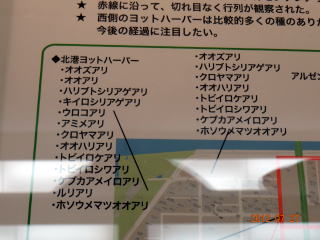 ★ 赤線に沿って、切れ目なく行列が観察された。
★ 西側のヨットハーバーは比較的多くの種のあり
今後の経過に注目したい。
◆北港ヨットハーバー
・オオズアリ
・オオアリ
・ハリブトシリアゲアリ
・キイロシリアゲアリ
・ウロコアリ
・アミメアリ
・クロヤマアリ
・オオハリアリ
・トビイロケアリ
・トビイロシワアリ
・ケブカアメイロアリ
・ルリアリ
・ホソウメマツオオアリ
・オオズアリ
・ハリブトシリアゲアリ
・クロヤマアリ
・オオハリアリ
・トビイロケアリ
・トビイロシワアリ
・ケブカアメイロアリ
・ホソウメマツオオアリ
アルゼン